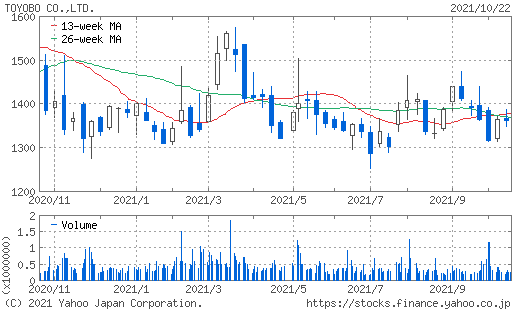 TOYOBO CO.,LTD. 2021/10/22
1600
13-week MA
26-week MA
1500
1400
1300
1200
2020/11 2021/1 2021/3 2021/5 2021/7 2021/9
2
Volume
1.5
1
0.5
0
(x1000000)
2020/11 2021/1 2021/3 2021/5 2021/7 2021/9
(C) 2021 Yahoo Japan Corporation. https://stocks.finance.yahoo.co.jp/